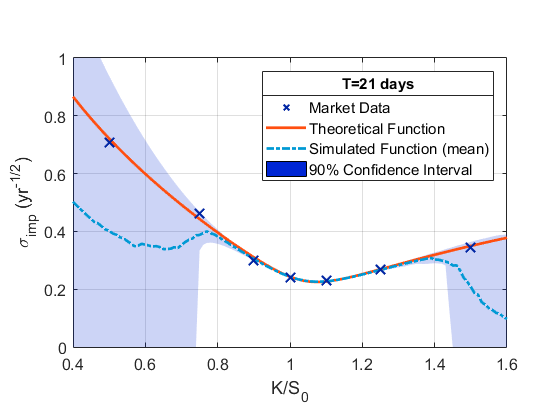 T=21 days
Market Data
Theoretical Function
Simulated Function (mean)
90% Confidence Interval
σimp (yr-1/2)
1
0.8
0.6
0.4
0.2
0
0.4 0.6 0.8 1 1.2 1.4 1.6
K/S0